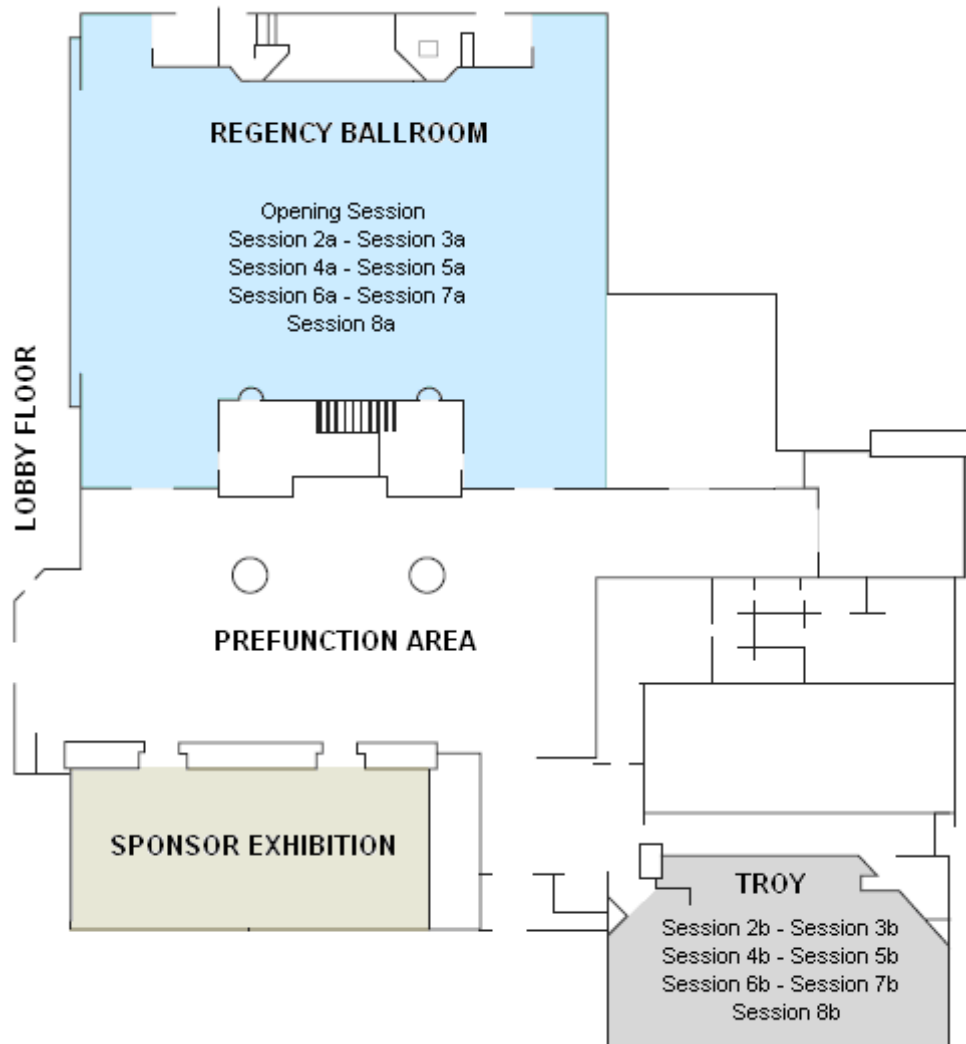 REGENCY BALLROOM
Opening Session
Session 2a - Session 3a
Session 4a - Session 5a
Session 6a - Session 7a
Session 8a
LOBBY FLOOR
PREFUNCTION AREA
SPONSOR EXHIBITION
TROY
Session 2b - Session 3b
Session 4b - Session 5b
Session 6b - Session 7b
Session 8b